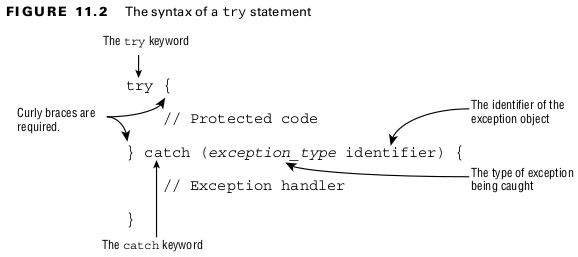 FIGURE 11.2 The syntax of a try statement
The try keyword
try {
Curly braces are
required.
// Protected code
The identifier of the
exception object
} catch (exception_type identifier) {
The type of exception
being caught
// Exception handler
}
The catch keyword